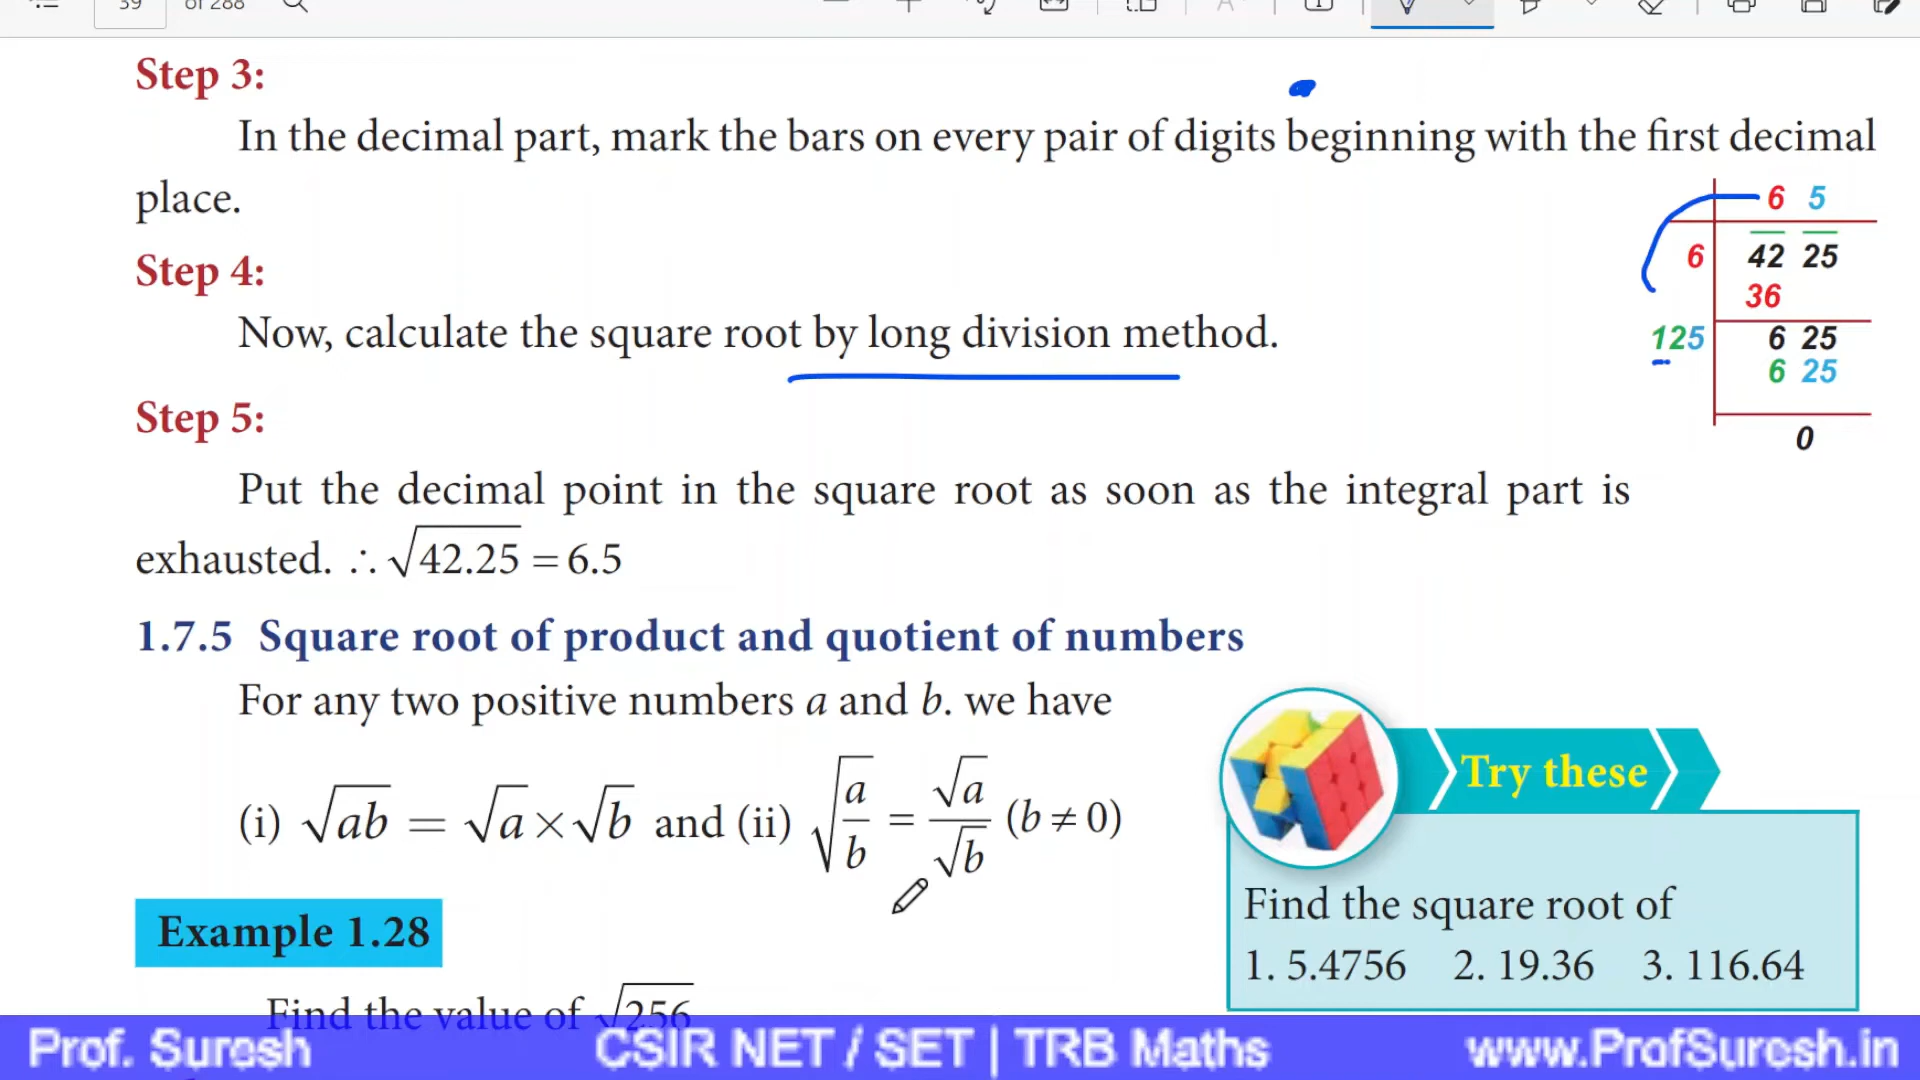 39 of 288
Step 3:
In the decimal part, mark the bars on every pair of digits beginning with the first decimal
place.
Step 4:
Now, calculate the square root by long division method.
6 5
6 42 25
36
125 6 25
6 25
0
Step 5:
Put the decimal point in the square root as soon as the integral part is
exhausted. ∴ √42.25 = 6.5
1.7.5 Square root of product and quotient of numbers
For any two positive numbers a and b. we have
(i) √ab = √a × √b and (ii) √(a/b) = √a/√b (b ≠ 0)
Try these
Find the square root of
1. 5.4756 2. 19.36 3. 116.64
Example 1.28
Find the value of √256
Prof. Suresh CSIR NET / SET | TRB Maths www.ProfSuresh.in